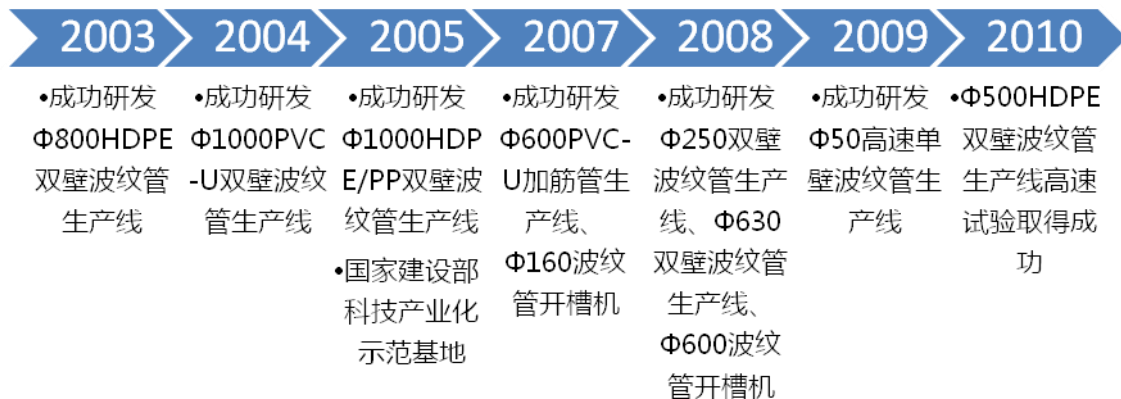 2003
2004
2005
2007
2008
2009
2010
•成功研发
Φ800HDPE
双壁波纹管
生产线
•成功研发
Φ1000PVC
-U双壁波纹
管生产线
•成功研发
Φ1000HDP
E/PP双壁波
纹管生产线
•国家建设部
科技产业化
示范基地
•成功研发
Φ600PVC-
U加筋管生
产线、
Φ160波纹
管开槽机
•成功研发
Φ250双壁
波纹管生产
线、Φ630
双壁波纹管
生产线、
Φ600波纹
管开槽机
•成功研发
Φ50高速单
壁波纹管生
产线
•Φ500HDPE
双壁波纹管
生产线高速
试验取得成
功